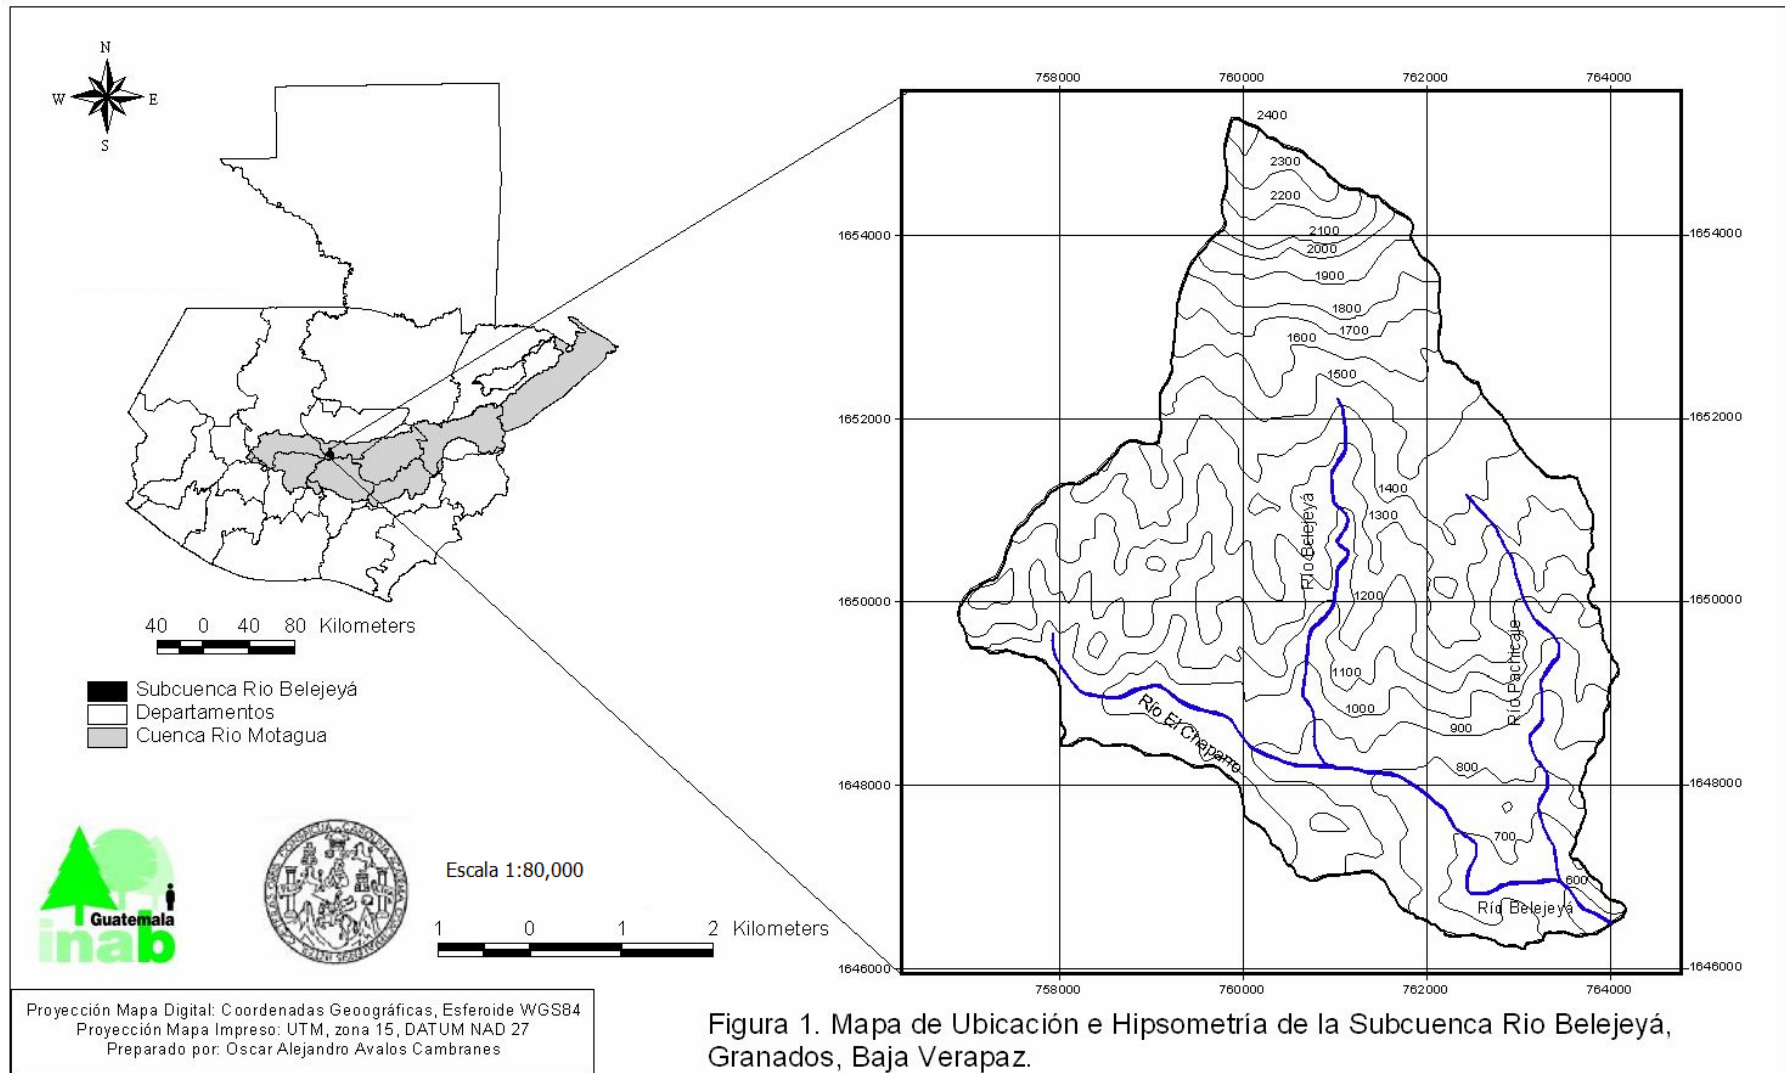 N
W E
S
40 0 40 80 Kilometers
Subcuenca Rio Belejeyá
Departamentos
Cuenca Rio Motagua
Guatemala
inab
Escala 1:80,000
1 0 1 2 Kilometers
Proyección Mapa Digital: Coordenadas Geoográficas, Esferoide WGS84
Proyección Mapa Impreso: UTM, zona 15, DATUM NAD 27
Preparado por: Oscar Alejandro Avalos Cambranes
758000 760000 762000 764000
2400
2300
2200
2100
1654000 1654000
2000
1900
1800
1700
1600
1500
1652000 1652000
1400
1300
Río Belejeyá
1200
1650000 1650000
Río Pachicaje
1100
1000
Río El Chaparro
900
800
1648000 1648000
700
600
Río Belejeyá
1646000 1646000
758000 760000 762000 764000
Figura 1. Mapa de Ubicación e Hipsometría de la Subcuenca Rio Belejeyá,
Granados, Baja Verapaz.